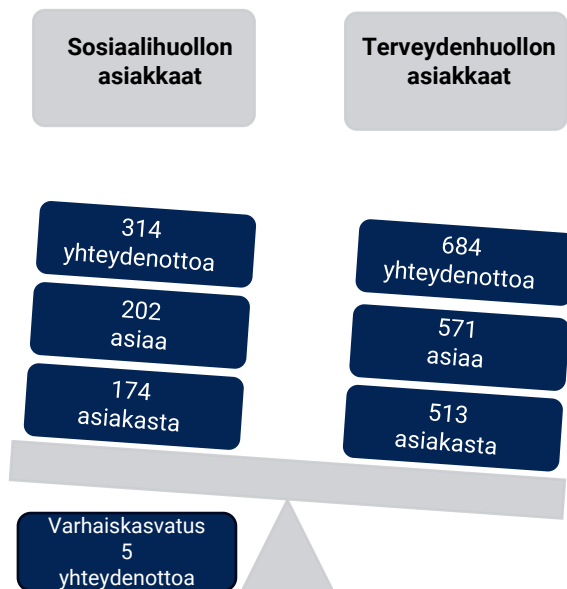 Sosiaalihuollon
asiakkaat
Terveydenhuollon
asiakkaat
314
yhteydenottoa
202
asiaa
174
asiakasta
684
yhteydenottoa
571
asiaa
513
asiakasta
Varhaiskasvatus
5
yhteydenottoa